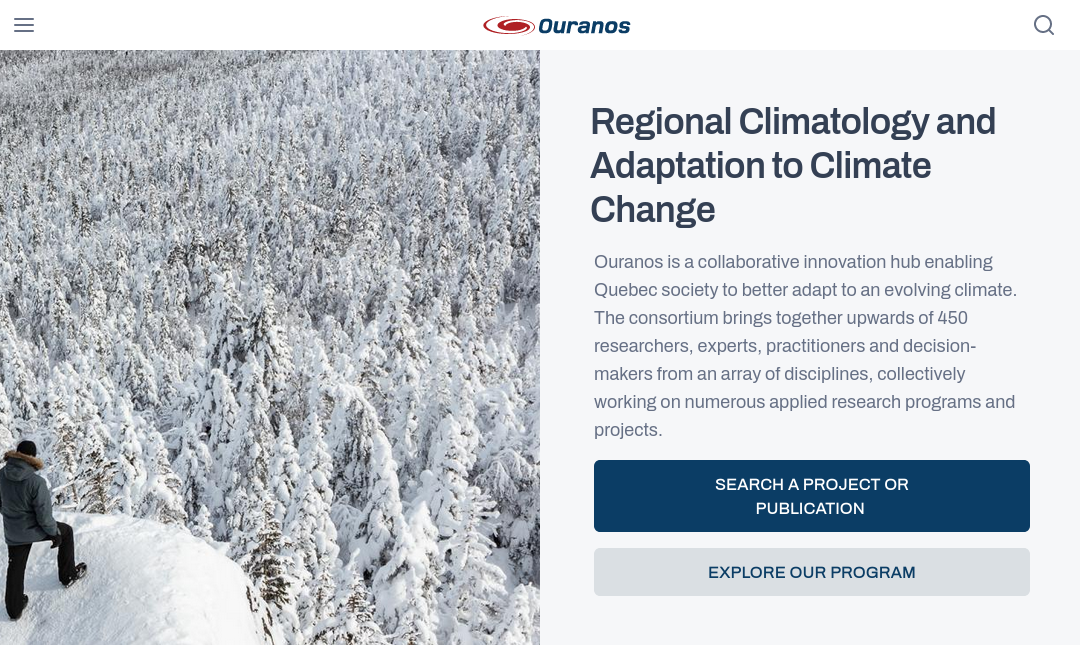 Ouranos
Regional Climatology and
Adaptation to Climate
Change
Ouranos is a collaborative innovation hub enabling
Quebec society to better adapt to an evolving climate.
The consortium brings together upwards of 450
researchers, experts, practitioners and decision-
makers from an array of disciplines, collectively
working on numerous applied research programs and
projects.
SEARCH A PROJECT OR
PUBLICATION
EXPLORE OUR PROGRAM